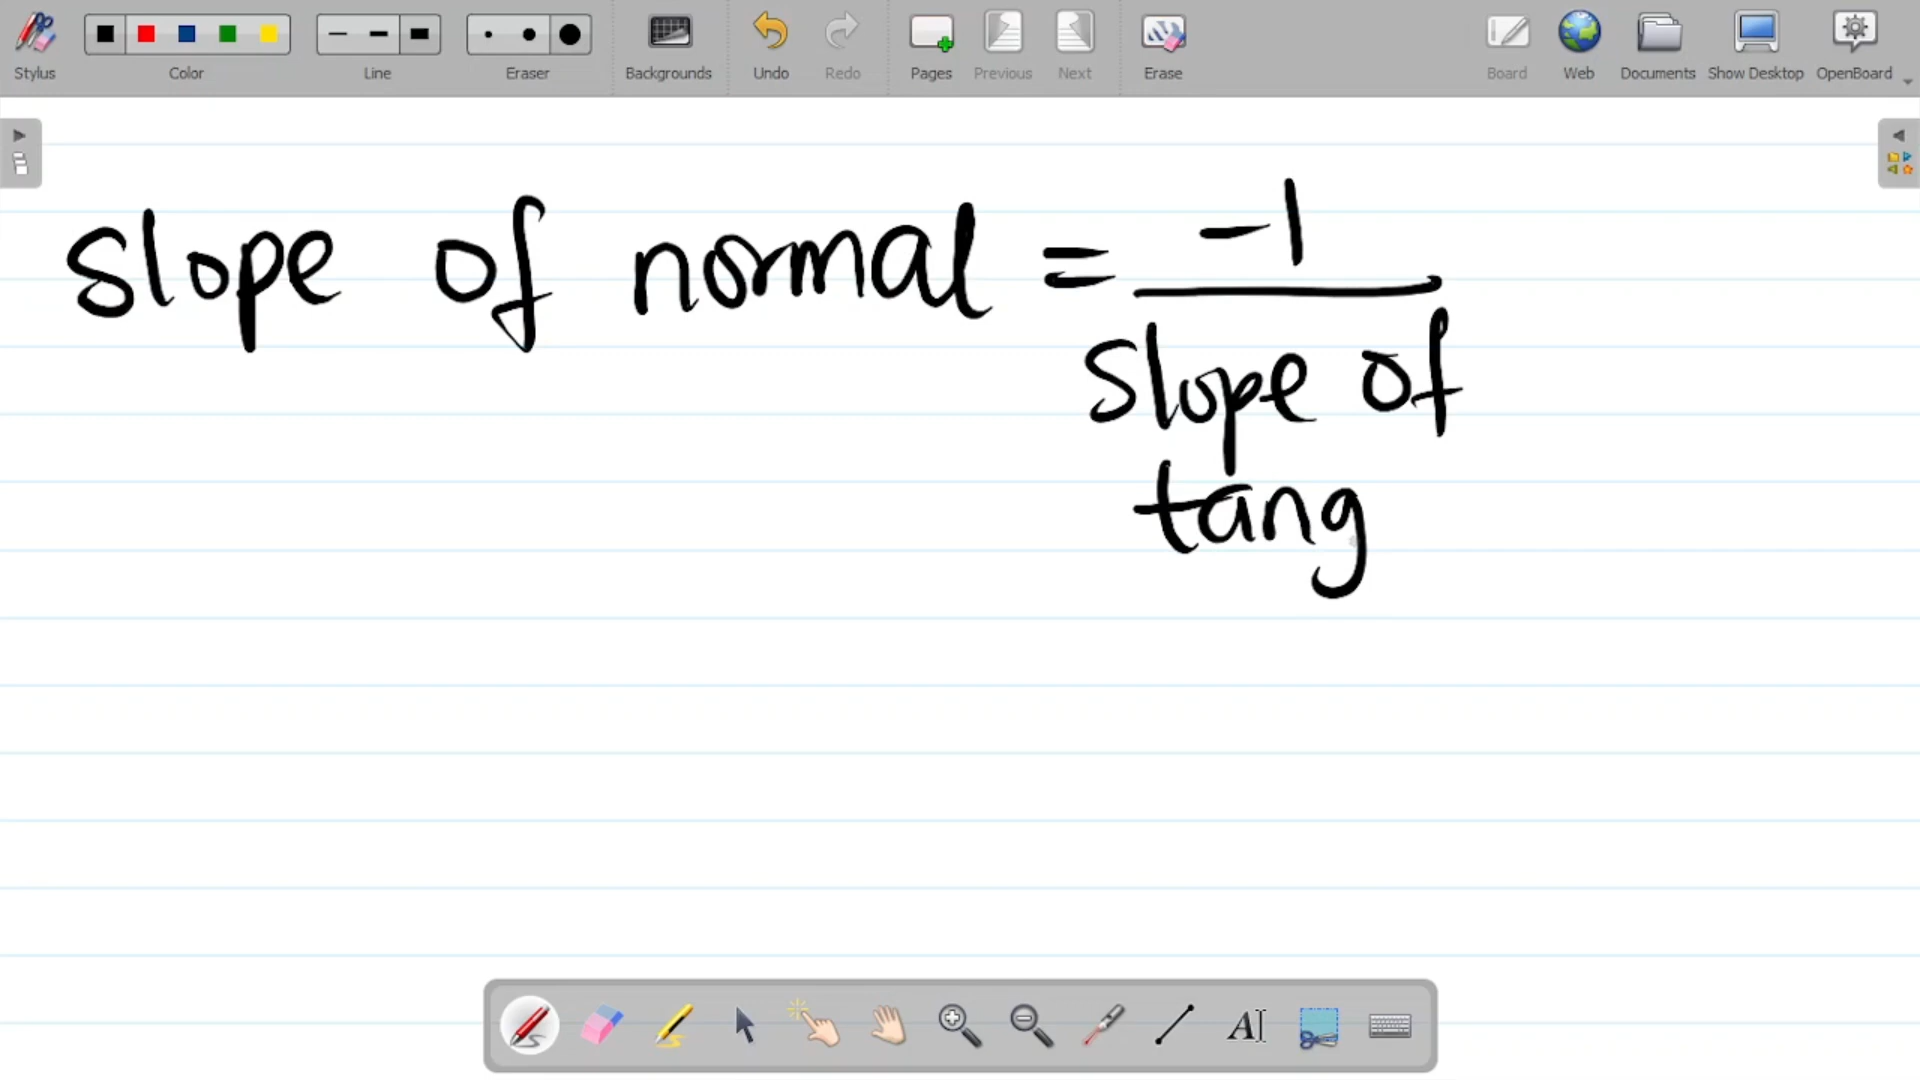 Stylus Color Line Eraser Backgrounds Undo Redo Pages Previous Next Erase Board Web Documents Show Desktop OpenBoard
slope of normal = -1
slope of
tang